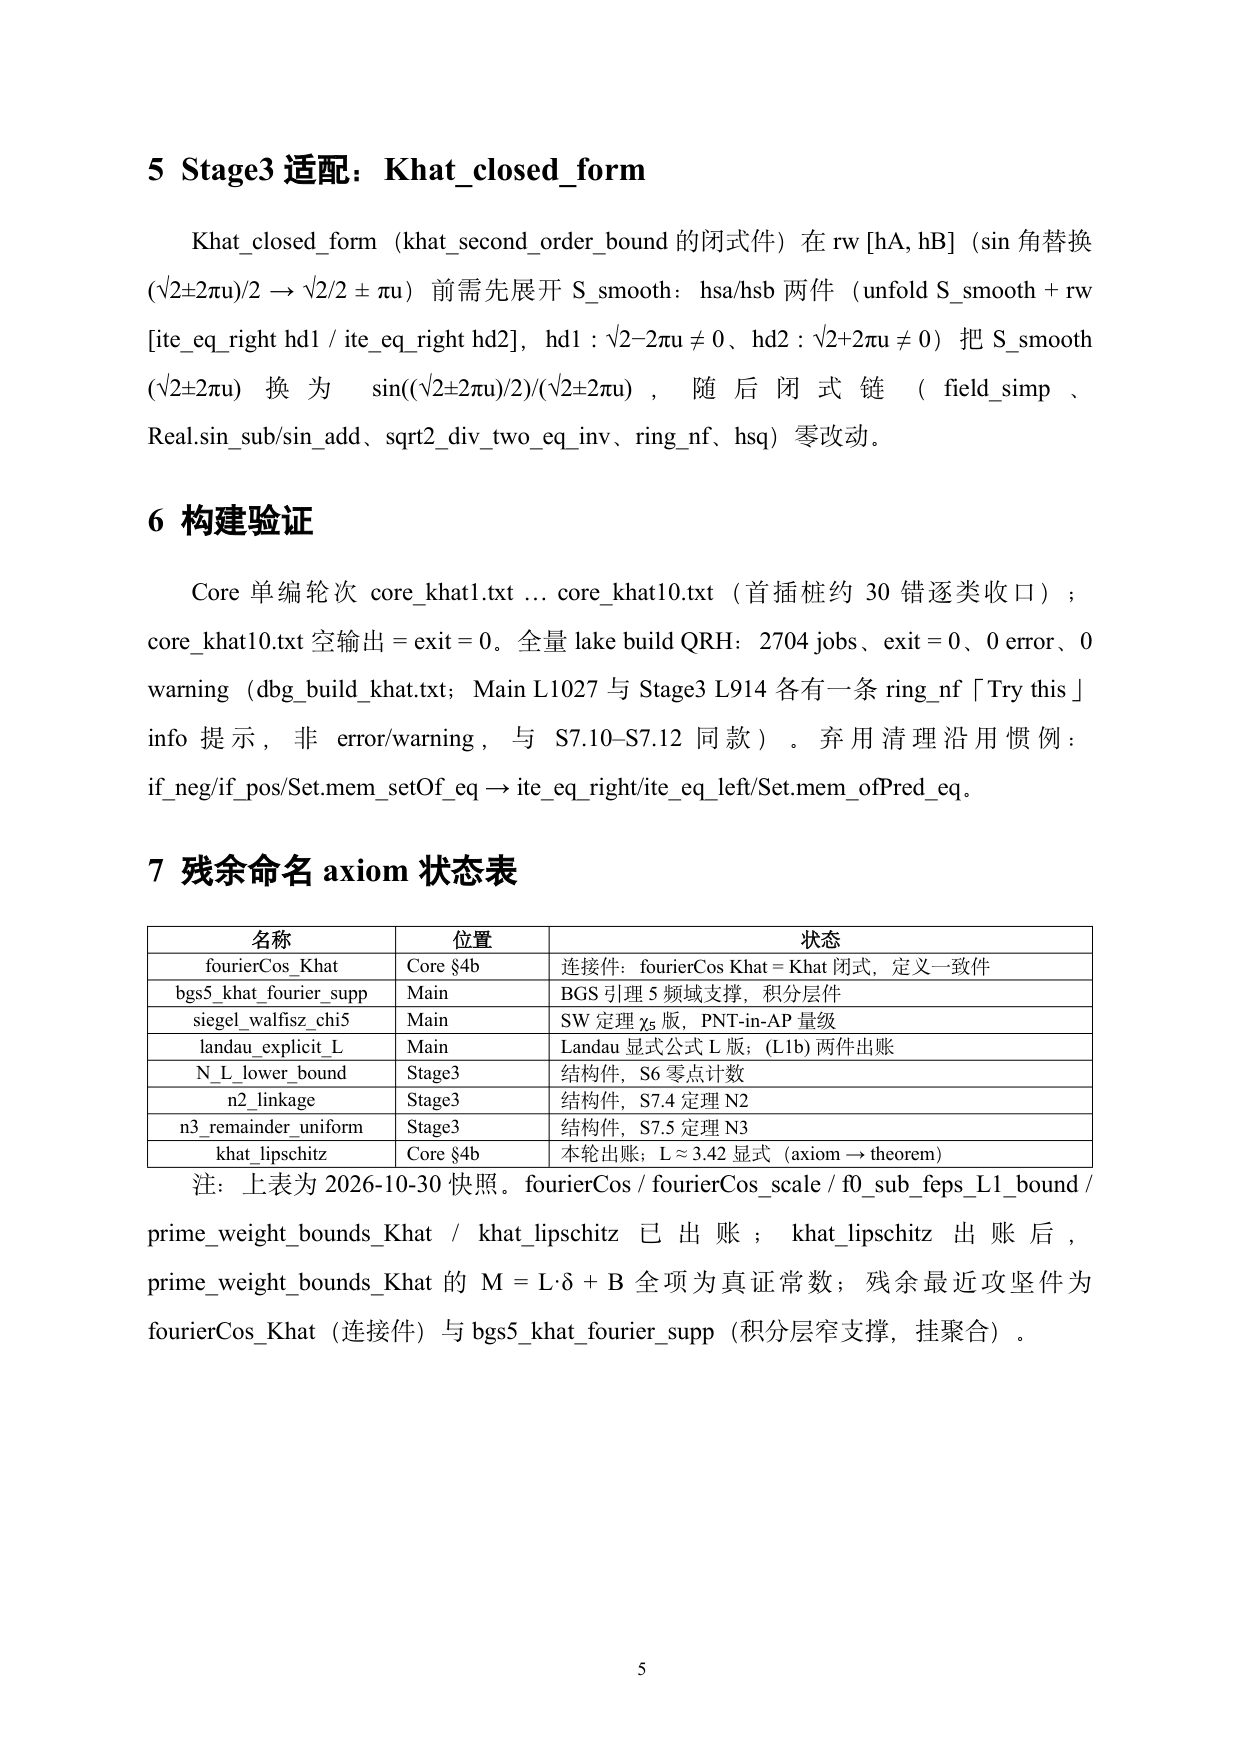 5 Stage3 适配：Khat_closed_form
Khat_closed_form（khat_second_order_bound 的闭式件）在 rw [hA, hB]（sin 角替换
(√2±2πu)/2 → √2/2 ± πu）前需先展开 S_smooth：hsa/hsb 两件（unfold S_smooth + rw
[ite_eq_right hd1 / ite_eq_right hd2]，hd1 : √2−2πu ≠ 0、hd2 : √2+2πu ≠ 0）把 S_smooth
(√2±2πu) 换为 sin((√2±2πu)/2)/(√2±2πu)，随后闭式链（field_simp、
Real.sin_sub/sin_add、sqrt2_div_two_eq_inv、ring_nf、hsq）零改动。
6 构建验证
Core 单编轮次 core_khat1.txt … core_khat10.txt（首插桩约 30 错逐类收口）；
core_khat10.txt 空输出 = exit = 0。全量 lake build QRH：2704 jobs、exit = 0、0 error、0
warning（dbg_build_khat.txt；Main L1027 与 Stage3 L914 各有一条 ring_nf「Try this」
info 提示，非 error/warning，与 S7.10–S7.12 同款）。弃用清理沿用惯例：
if_neg/if_pos/Set.mem_setOf_eq → ite_eq_right/ite_eq_left/Set.mem_ofPred_eq。
7 残余命名 axiom 状态表
名称 位置 状态
fourierCos_Khat Core §4b 连接件：fourierCos Khat = Khat 闭式，定义一致件
bgs5_khat_fourier_supp Main BGS 引理 5 频域支撑，积分层件
siegel_walfisz_chi5 Main SW 定理 χ₅ 版，PNT-in-AP 量级
landau_explicit_L Main Landau 显式公式 L 版；(L1b) 两件出账
N_L_lower_bound Stage3 结构件，S6 零点计数
n2_linkage Stage3 结构件，S7.4 定理 N2
n3_remainder_uniform Stage3 结构件，S7.5 定理 N3
khat_lipschitz Core §4b 本轮出账；L ≈ 3.42 显式（axiom → theorem）
注：上表为 2026-10-30 快照。fourierCos / fourierCos_scale / f0_sub_feps_L1_bound /
prime_weight_bounds_Khat / khat_lipschitz 已出账；khat_lipschitz 出账后，
prime_weight_bounds_Khat 的 M = L·δ + B 全项为真证常数；残余最近攻坚件为
fourierCos_Khat（连接件）与 bgs5_khat_fourier_supp（积分层窄支撑，挂聚合）。
5